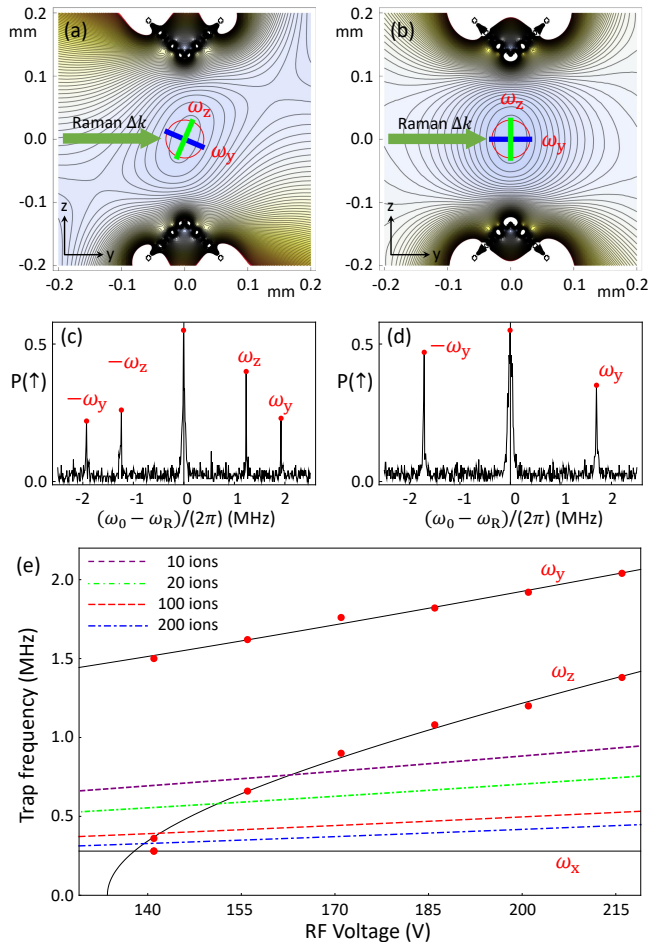 mm
(a)
(b)
0.2
0.2
0.1
0.1
ω_z
ω_z
Raman Δk
Raman Δk
0.0
0.0
ω_y
ω_y
-0.1
-0.1
z
z
y
y
-0.2
-0.2
-0.2 -0.1 0.0 0.1 0.2
-0.2 -0.1 0.0 0.1 0.2
mm
mm
(c)
(d)
0.5
0.5
−ω_z
ω_z
−ω_y
ω_y
P(↑)
P(↑)
−ω_y
ω_y
0.0
0.0
-2 -1 0 1 2
-2 -1 0 1 2
(ω₀ − ω_R)/(2π) (MHz)
(ω₀ − ω_R)/(2π) (MHz)
(e)
10 ions
20 ions
100 ions
200 ions
ω_y
ω_z
ω_x
Trap frequency (MHz)
2.0
1.5
1.0
0.5
0.0
140 155 170 185 200 215
RF Voltage (V)